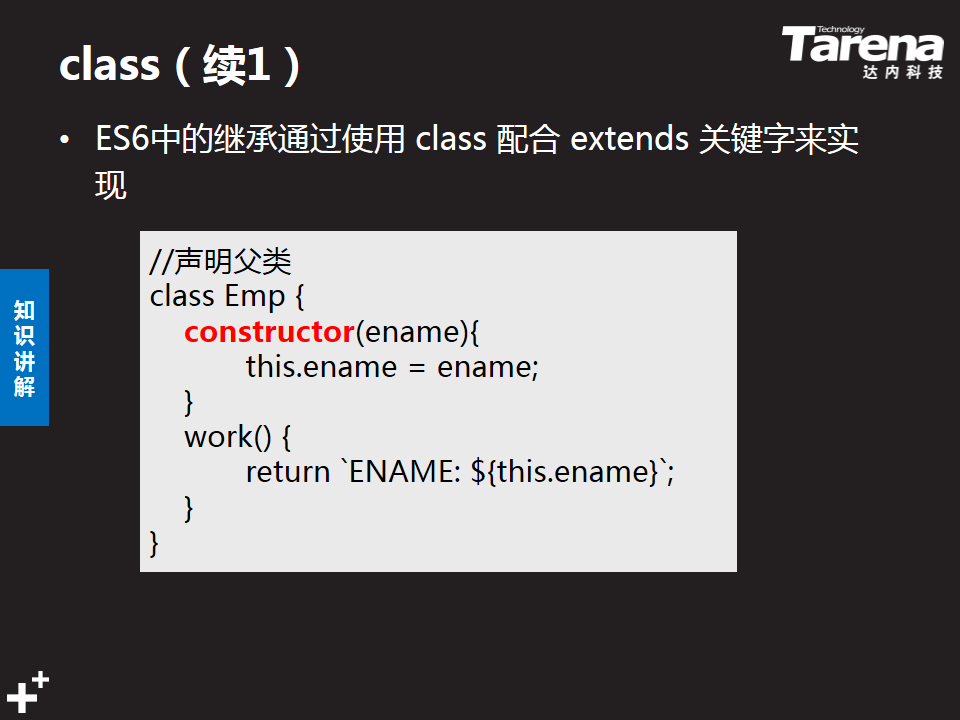 class（续1）
Technology
Tarena
达内科技
• ES6中的继承通过使用 class 配合 extends 关键字来实
现
知识讲解
//声明父类
class Emp {
constructor(ename){
this.ename = ename;
}
work() {
return `ENAME: ${this.ename}`;
}
}